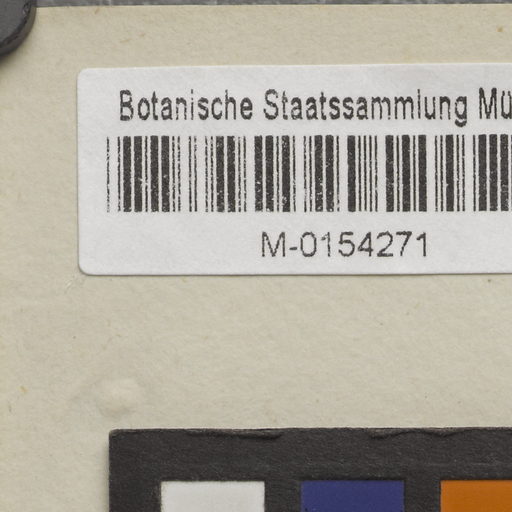 Botanische Staatssammlung Mü
M-0154271